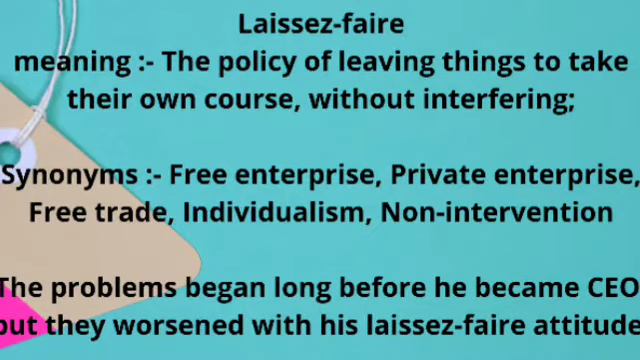 Laissez-faire
meaning :- The policy of leaving things to take
their own course, without interfering;
Synonyms :- Free enterprise, Private enterprise,
Free trade, Individualism, Non-intervention
The problems began long before he became CEO
but they worsened with his laissez-faire attitude